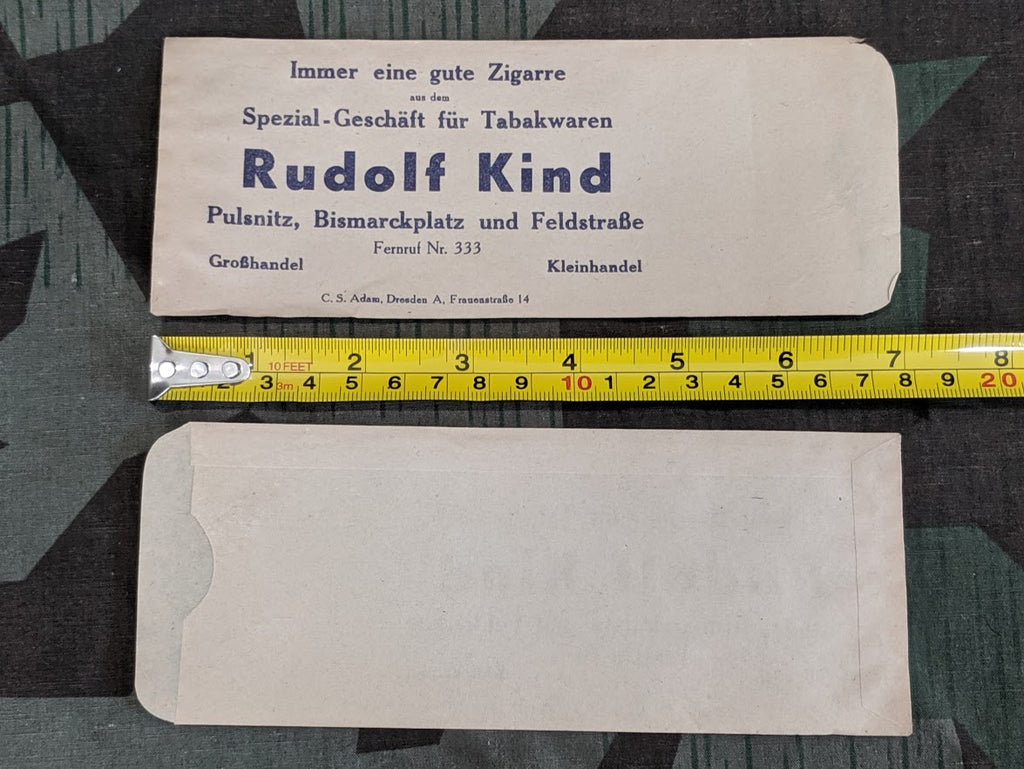 Immer eine gute Zigarre
aus dem
Spezial-Geschäft für Tabakwaren
Rudolf Kind
Pulsnitz, Bismarckplatz und Feldstraße
Fernruf Nr. 333
Großhandel Kleinhandel
C. S. Adam, Dresden A, Frauenstraße 14
1 10 FEET 2 3 4 5 6 7 8
2 3 3m 4 5 6 7 8 9 10 1 2 3 4 5 6 7 8 9 20